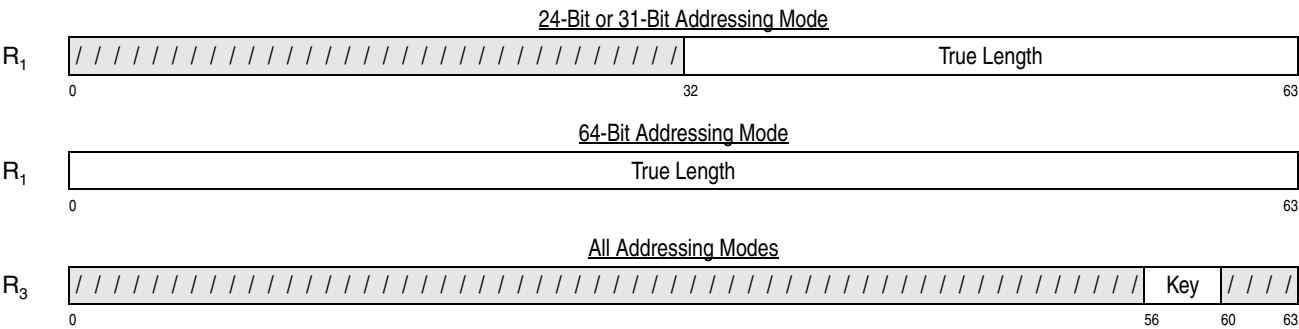 24-Bit or 31-Bit Addressing Mode
R₁ / / / / / / / / / / / / / / / / / / / / / / / / / / / / / / / / True Length
0 32 63
64-Bit Addressing Mode
R₁ True Length
0 63
All Addressing Modes
R₃ / / / / / / / / / / / / / / / / / / / / / / / / / / / / / / / / / / / / / / / / / / / / / / / / / / / / / / / / Key / / / /
0 56 60 63